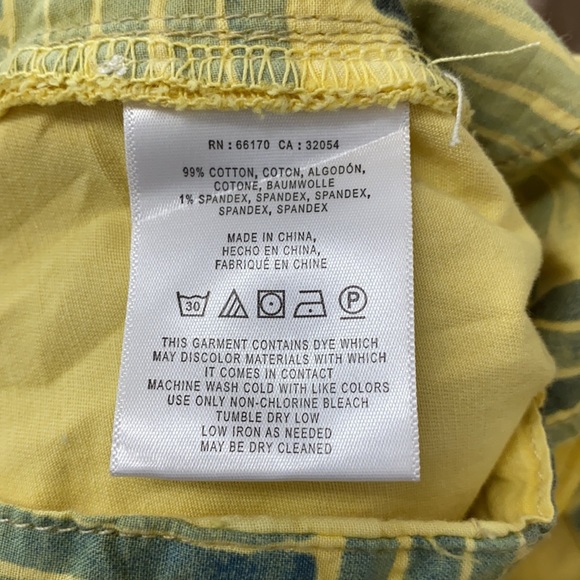 RN : 66170 CA : 32054
99% COTTON, COTCN, ALGODÓN,
COTONE, BAUMWOLLE
1% SPANDEX, SPANDEX, SPANDEX,
SPANDEX, SPANDEX
MADE IN CHINA,
HECHO EN CHINA,
FABRIQUÉ EN CHINE
30 P
THIS GARMENT CONTAINS DYE WHICH
MAY DISCOLOR MATERIALS WITH WHICH
IT COMES IN CONTACT
MACHINE WASH COLD WITH LIKE COLORS
USE ONLY NON-CHLORINE BLEACH
TUMBLE DRY LOW
LOW IRON AS NEEDED
MAY BE DRY CLEANED